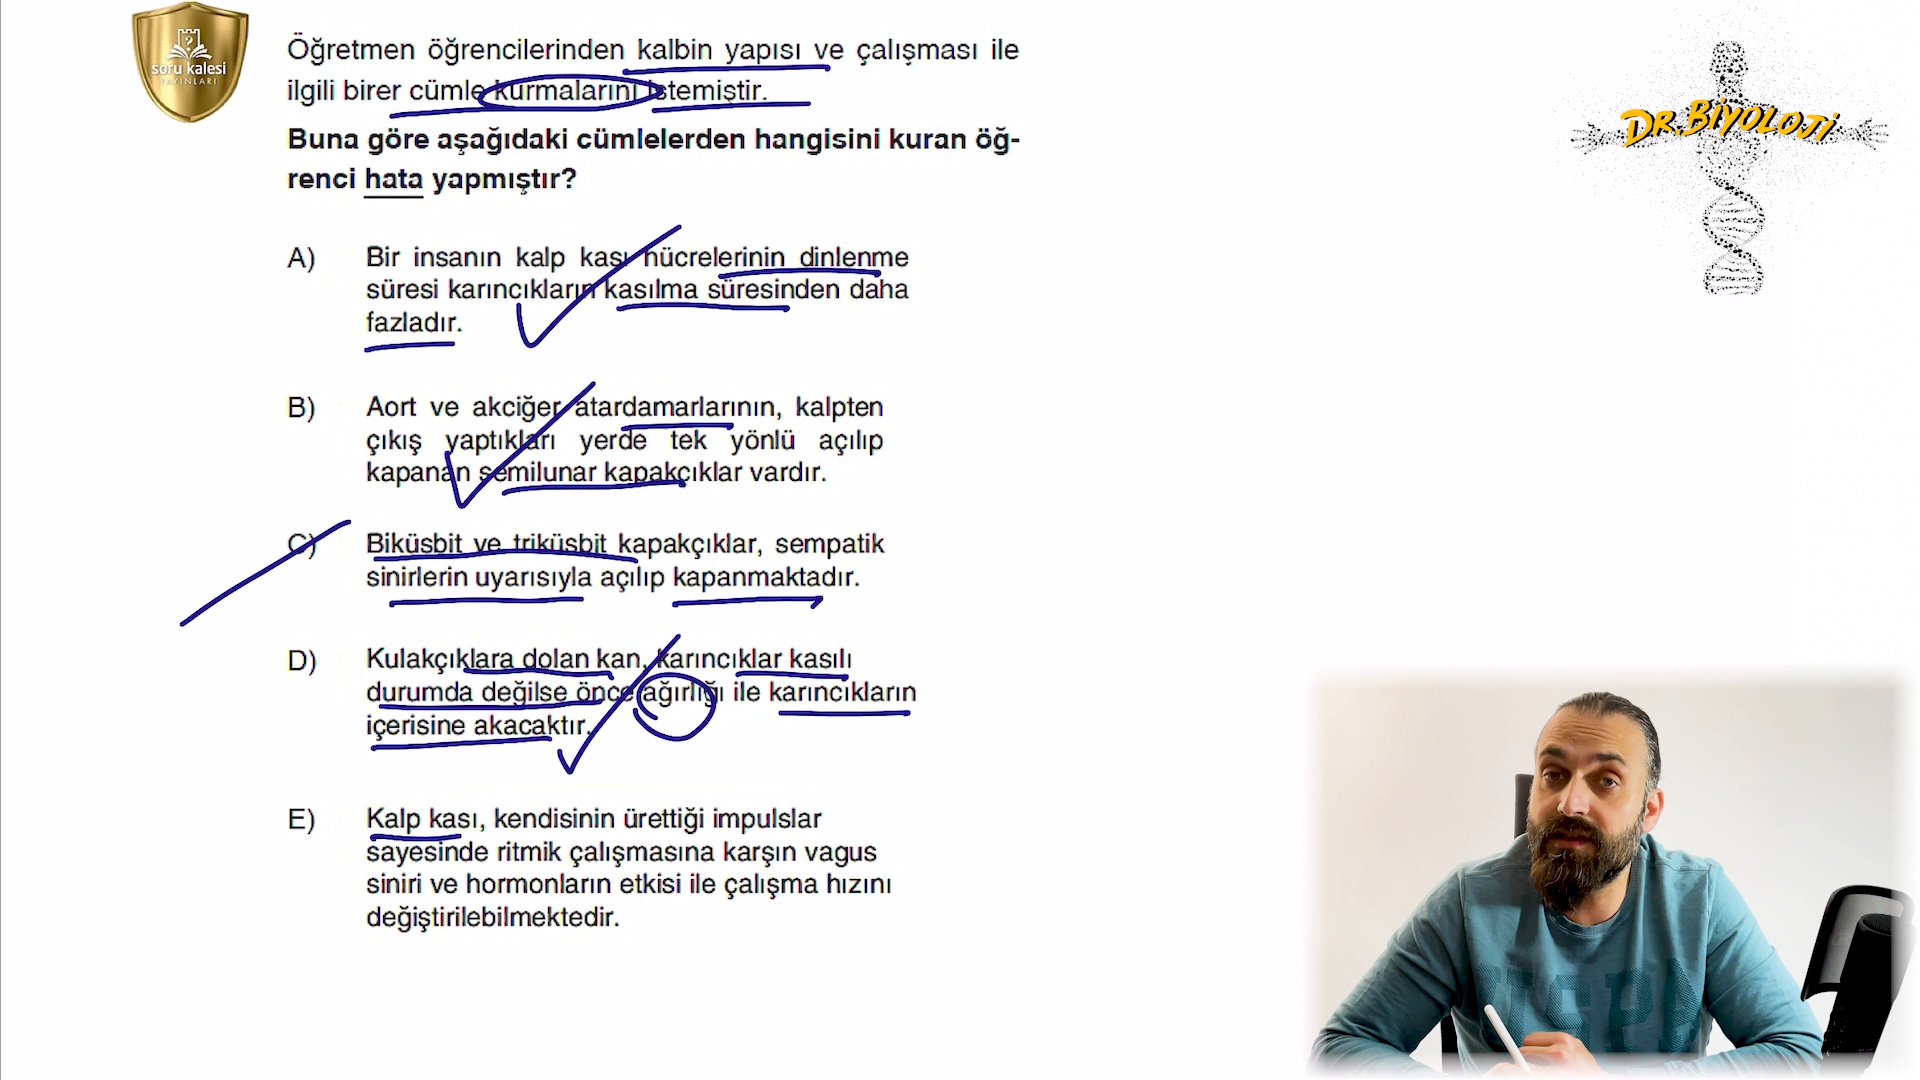 soru kalesi
YAYINLARI
Öğretmen öğrencilerinden kalbin yapısı ve çalışması ile
ilgili birer cümle kurmalarını istemiştir.
Buna göre aşağıdaki cümlelerden hangisini kuran öğ-
renci hata yapmıştır?
A) Bir insanın kalp kası hücrelerinin dinlenme
süresi karıncıkların kasılma süresinden daha
fazladır.
B) Aort ve akciğer atardamarlarının, kalpten
çıkış yaptıkları yerde tek yönlü açılıp
kapanan semilunar kapakçıklar vardır.
C) Biküsbit ve triküsbit kapakçıklar, sempatik
sinirlerin uyarısıyla açılıp kapanmaktadır.
D) Kulakçıklara dolan kan, karıncıklar kasılı
durumda değilse önce ağırlığı ile karıncıkların
içerisine akacaktır.
E) Kalp kası, kendisinin ürettiği impulslar
sayesinde ritmik çalışmasına karşın vagus
siniri ve hormonların etkisi ile çalışma hızını
değiştirilebilmektedir.
DR.BİYOLOJİ